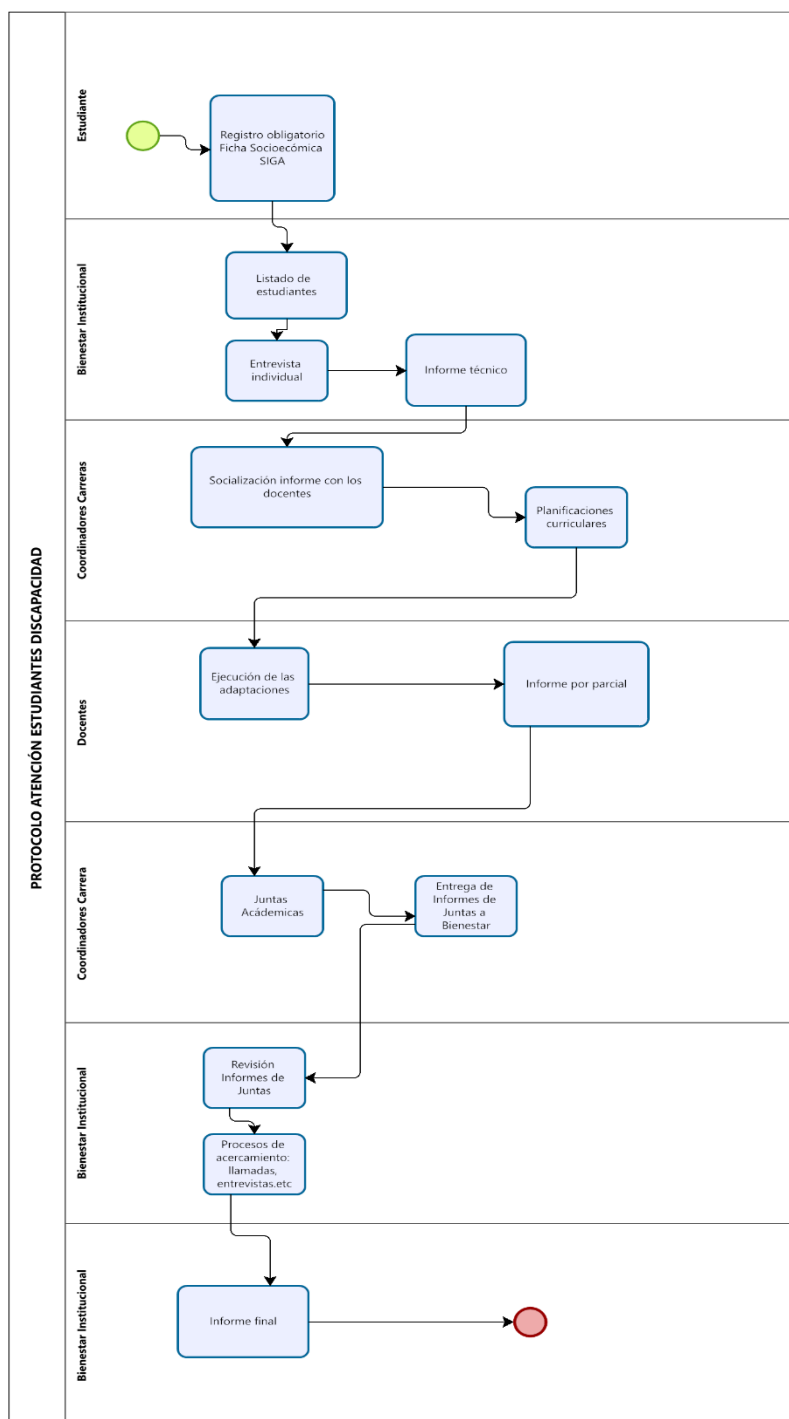 PROTOCOLO ATENCIÓN ESTUDIANTES DISCAPACIDAD
Estudiante
Registro obligatorio
Ficha Socioecómica
SIGA
Bienestar Institucional
Listado de
estudiantes
Entrevista
individual
Informe técnico
Coordinadores Carreras
Socialización informe con los
docentes
Planificaciones
curriculares
Docentes
Ejecución de las
adaptaciones
Informe por parcial
Coordinadores Carrera
Juntas
Acádemicas
Entrega de
Informes de
Juntas a
Bienestar
Bienestar Institucional
Revisión
Informes de
Juntas
Procesos de
acercamiento:
llamadas,
entrevistas.etc
Bienestar Institucional
Informe final